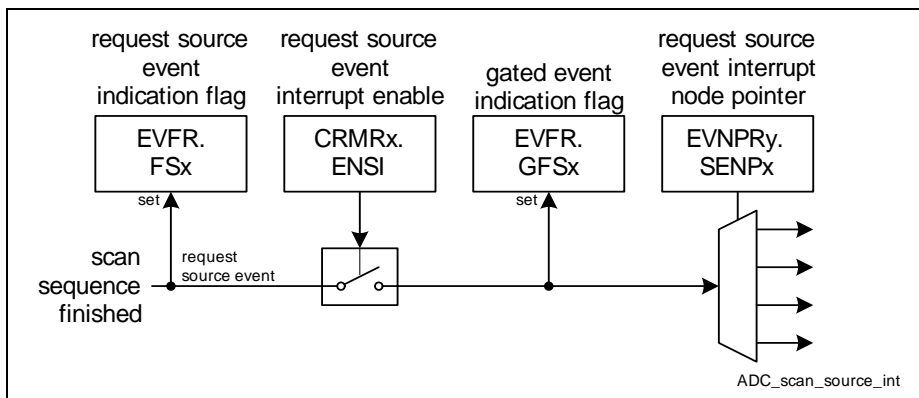 request source
event
indication flag
request source
event
interrupt enable
gated event
indication flag
request source
event interrupt
node pointer
EVFR.
FSx
CRMRx.
ENSI
EVFR.
GFSx
EVNPRy.
SENPx
set
set
scan
sequence
finished
request
source event
ADC_scan_source_int